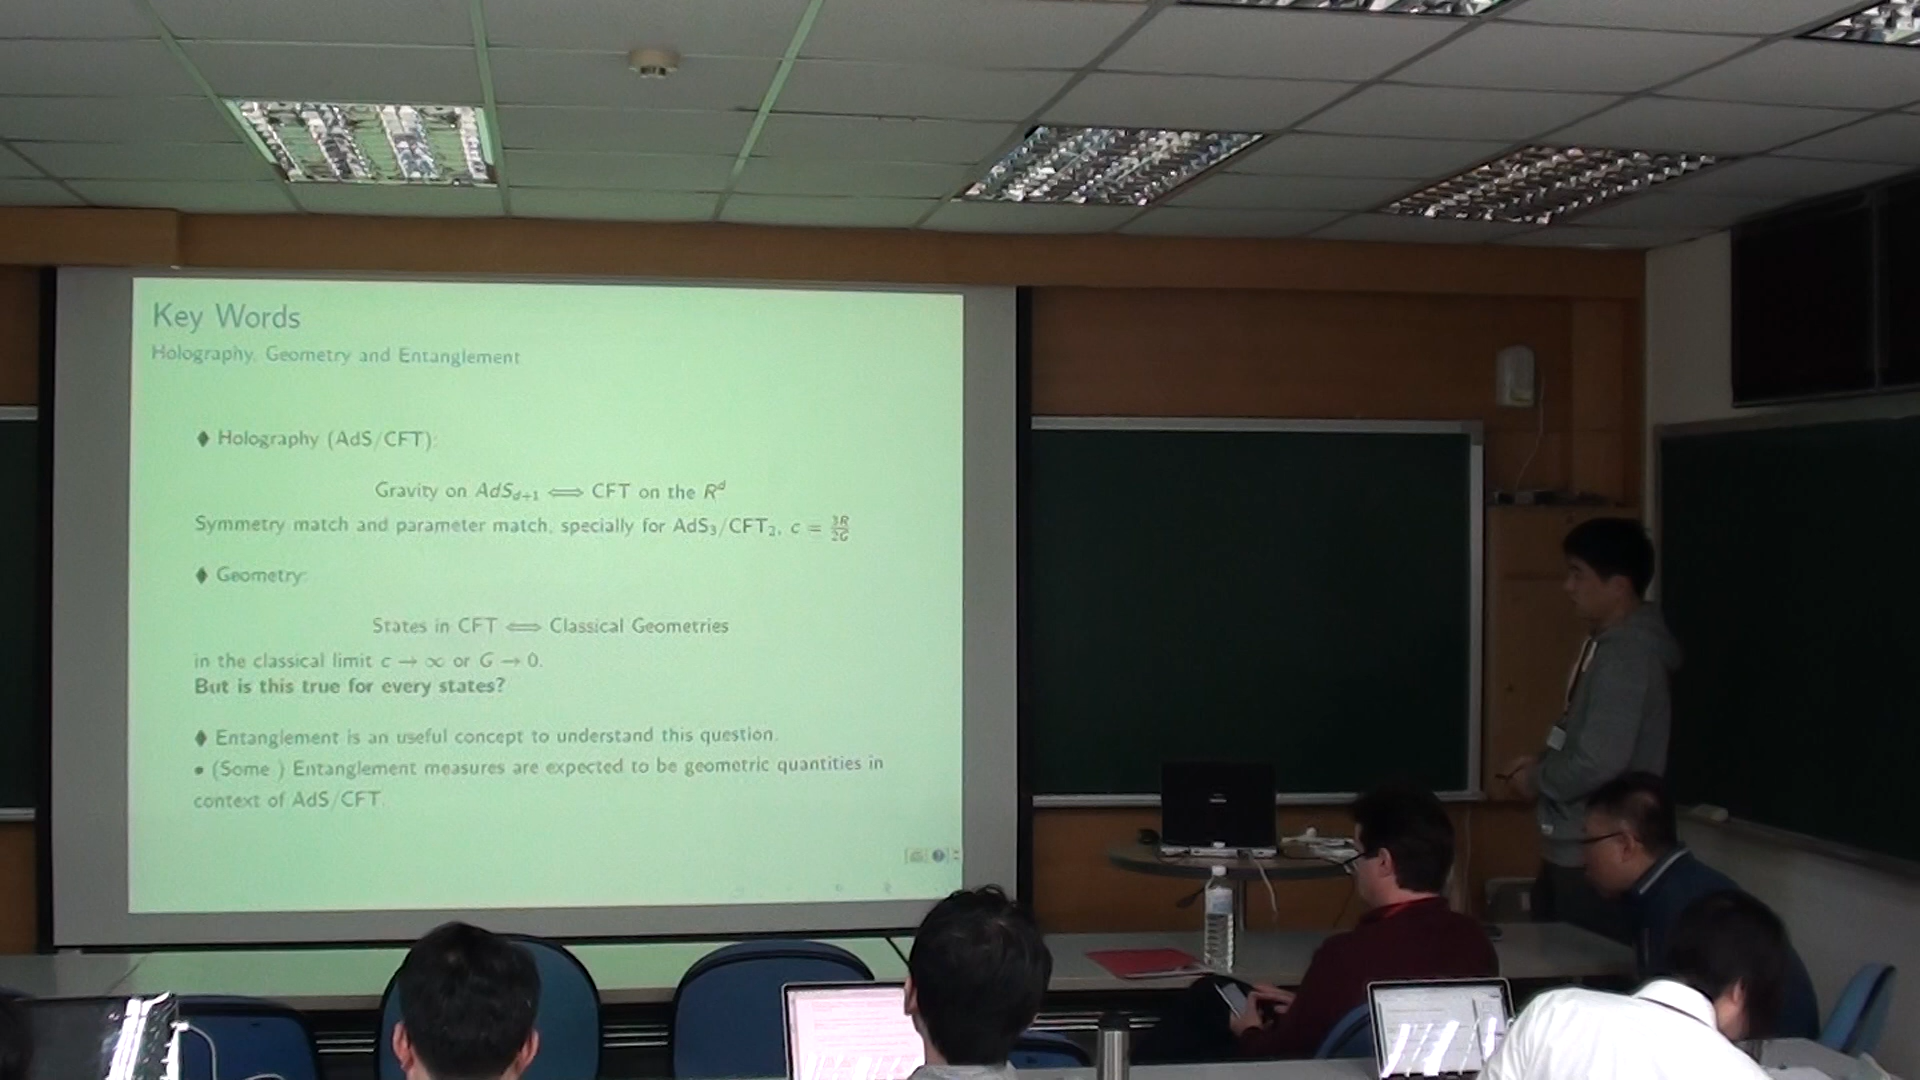 Key Words
Holography, Geometry and Entanglement
♦ Holography (AdS/CFT):
Gravity on AdS_{d+1} ⟺ CFT on the R^d
Symmetry match and parameter match, specially for AdS₃/CFT₂, c = 3R/2G
♦ Geometry:
States in CFT ⟺ Classical Geometries
in the classical limit c → ∞ or G → 0.
But is this true for every states?
♦ Entanglement is an useful concept to understand this question.
• (Some ) Entanglement measures are expected to be geometric quantities in
context of AdS/CFT.